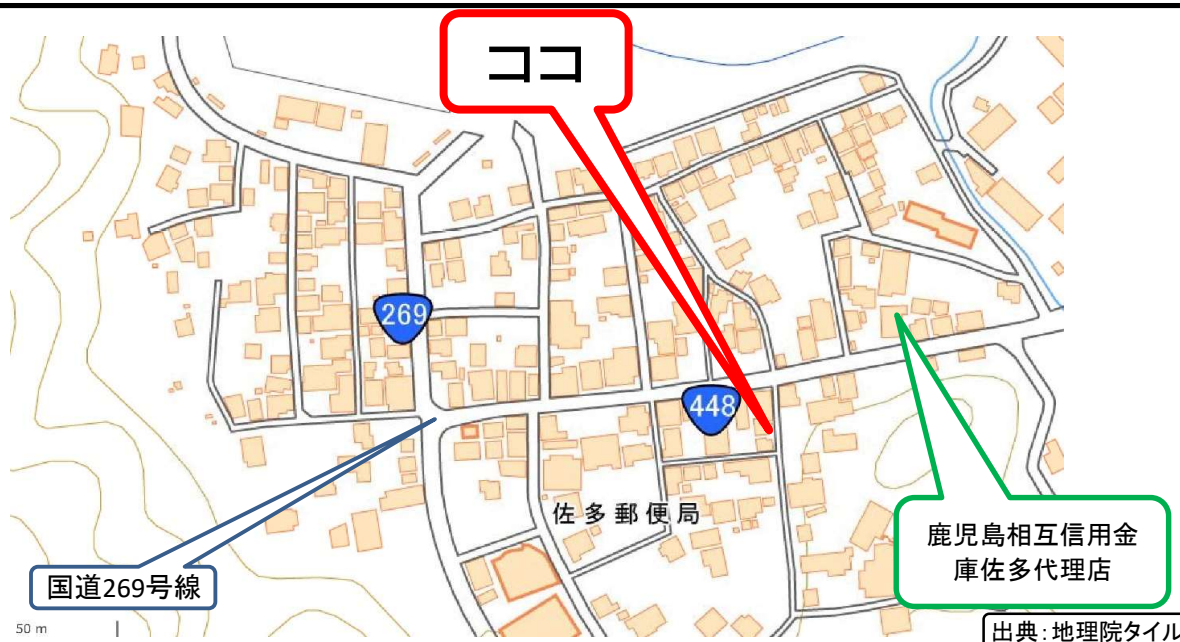 ココ
269
448
佐多郵便局
鹿児島相互信用金
庫佐多代理店
国道269号線
50 m
出典:地理院タイル